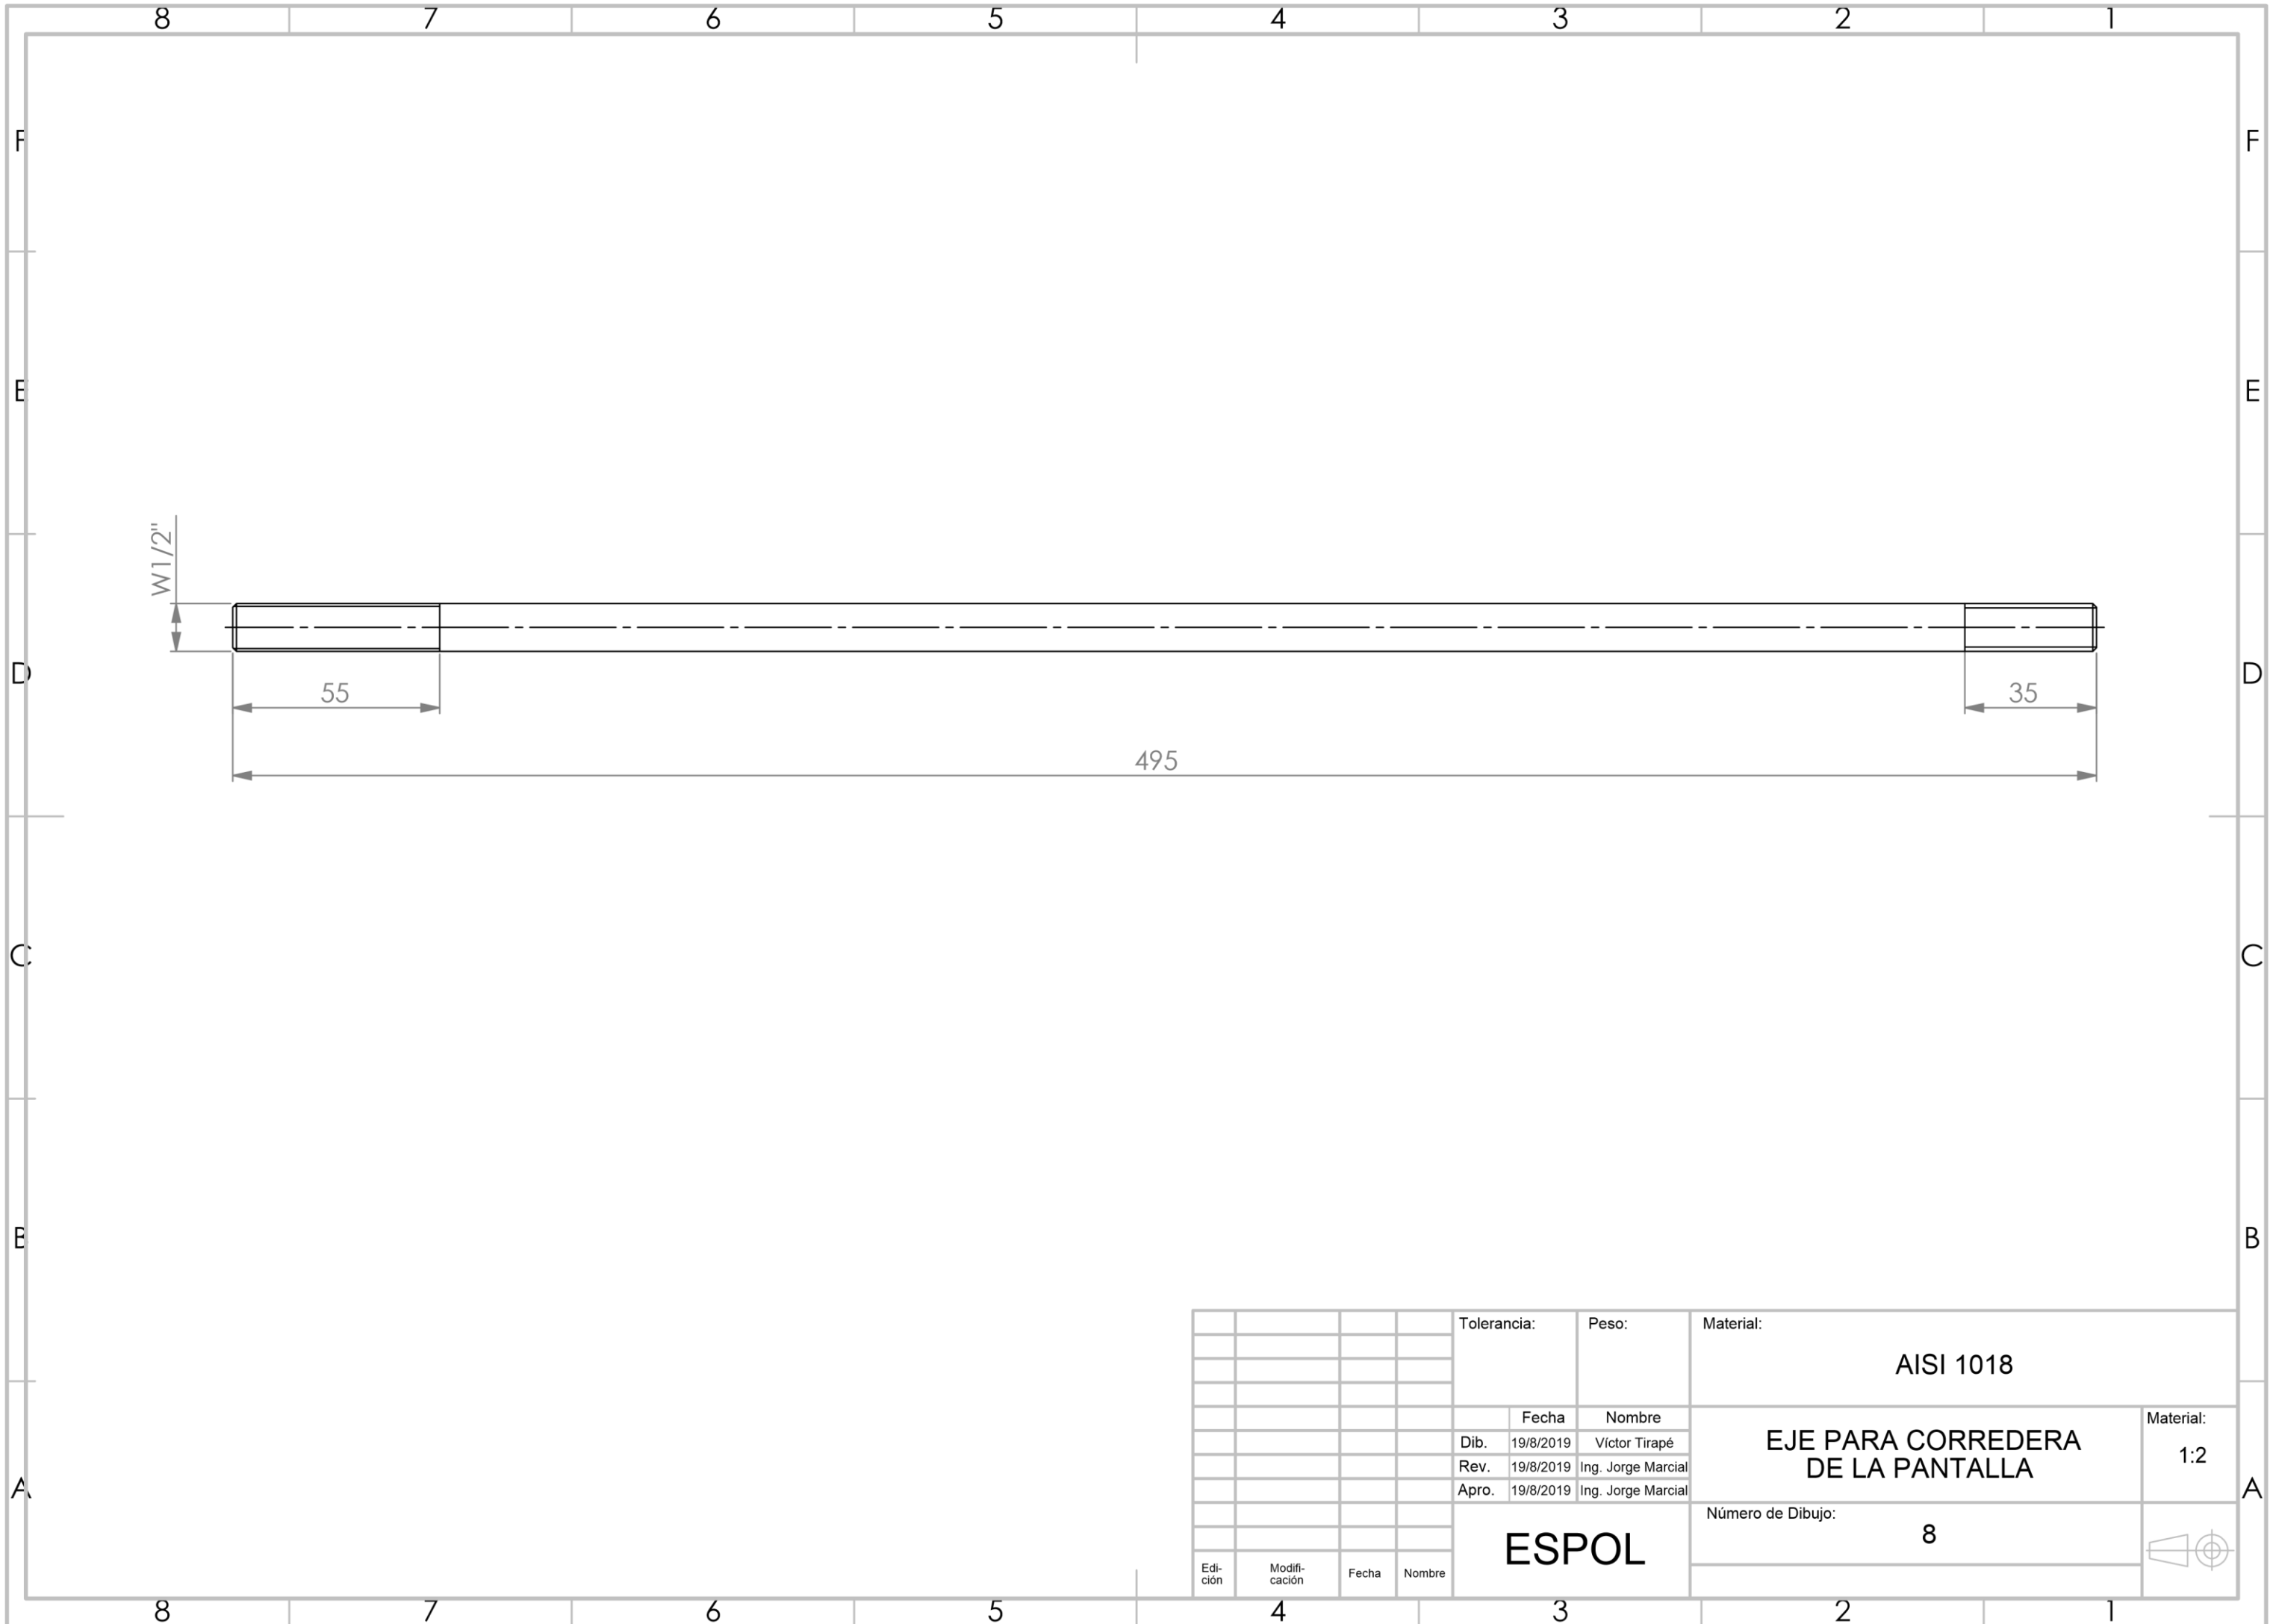 8 7 6 5 4 3 2 1
F F
E E
W1/2"
D D
55 35
495
C C
B B
Tolerancia: Peso: Material:
AISI 1018
Fecha Nombre
Dib. 19/8/2019 Víctor Tirapé
Rev. 19/8/2019 Ing. Jorge Marcial
Apro. 19/8/2019 Ing. Jorge Marcial
EJE PARA CORREDERA
DE LA PANTALLA
Material:
1:2
A A
ESPOL
Número de Dibujo:
8
Edi-
ción
Modifi-
cación
Fecha
Nombre
8 7 6 5 4 3 2 1